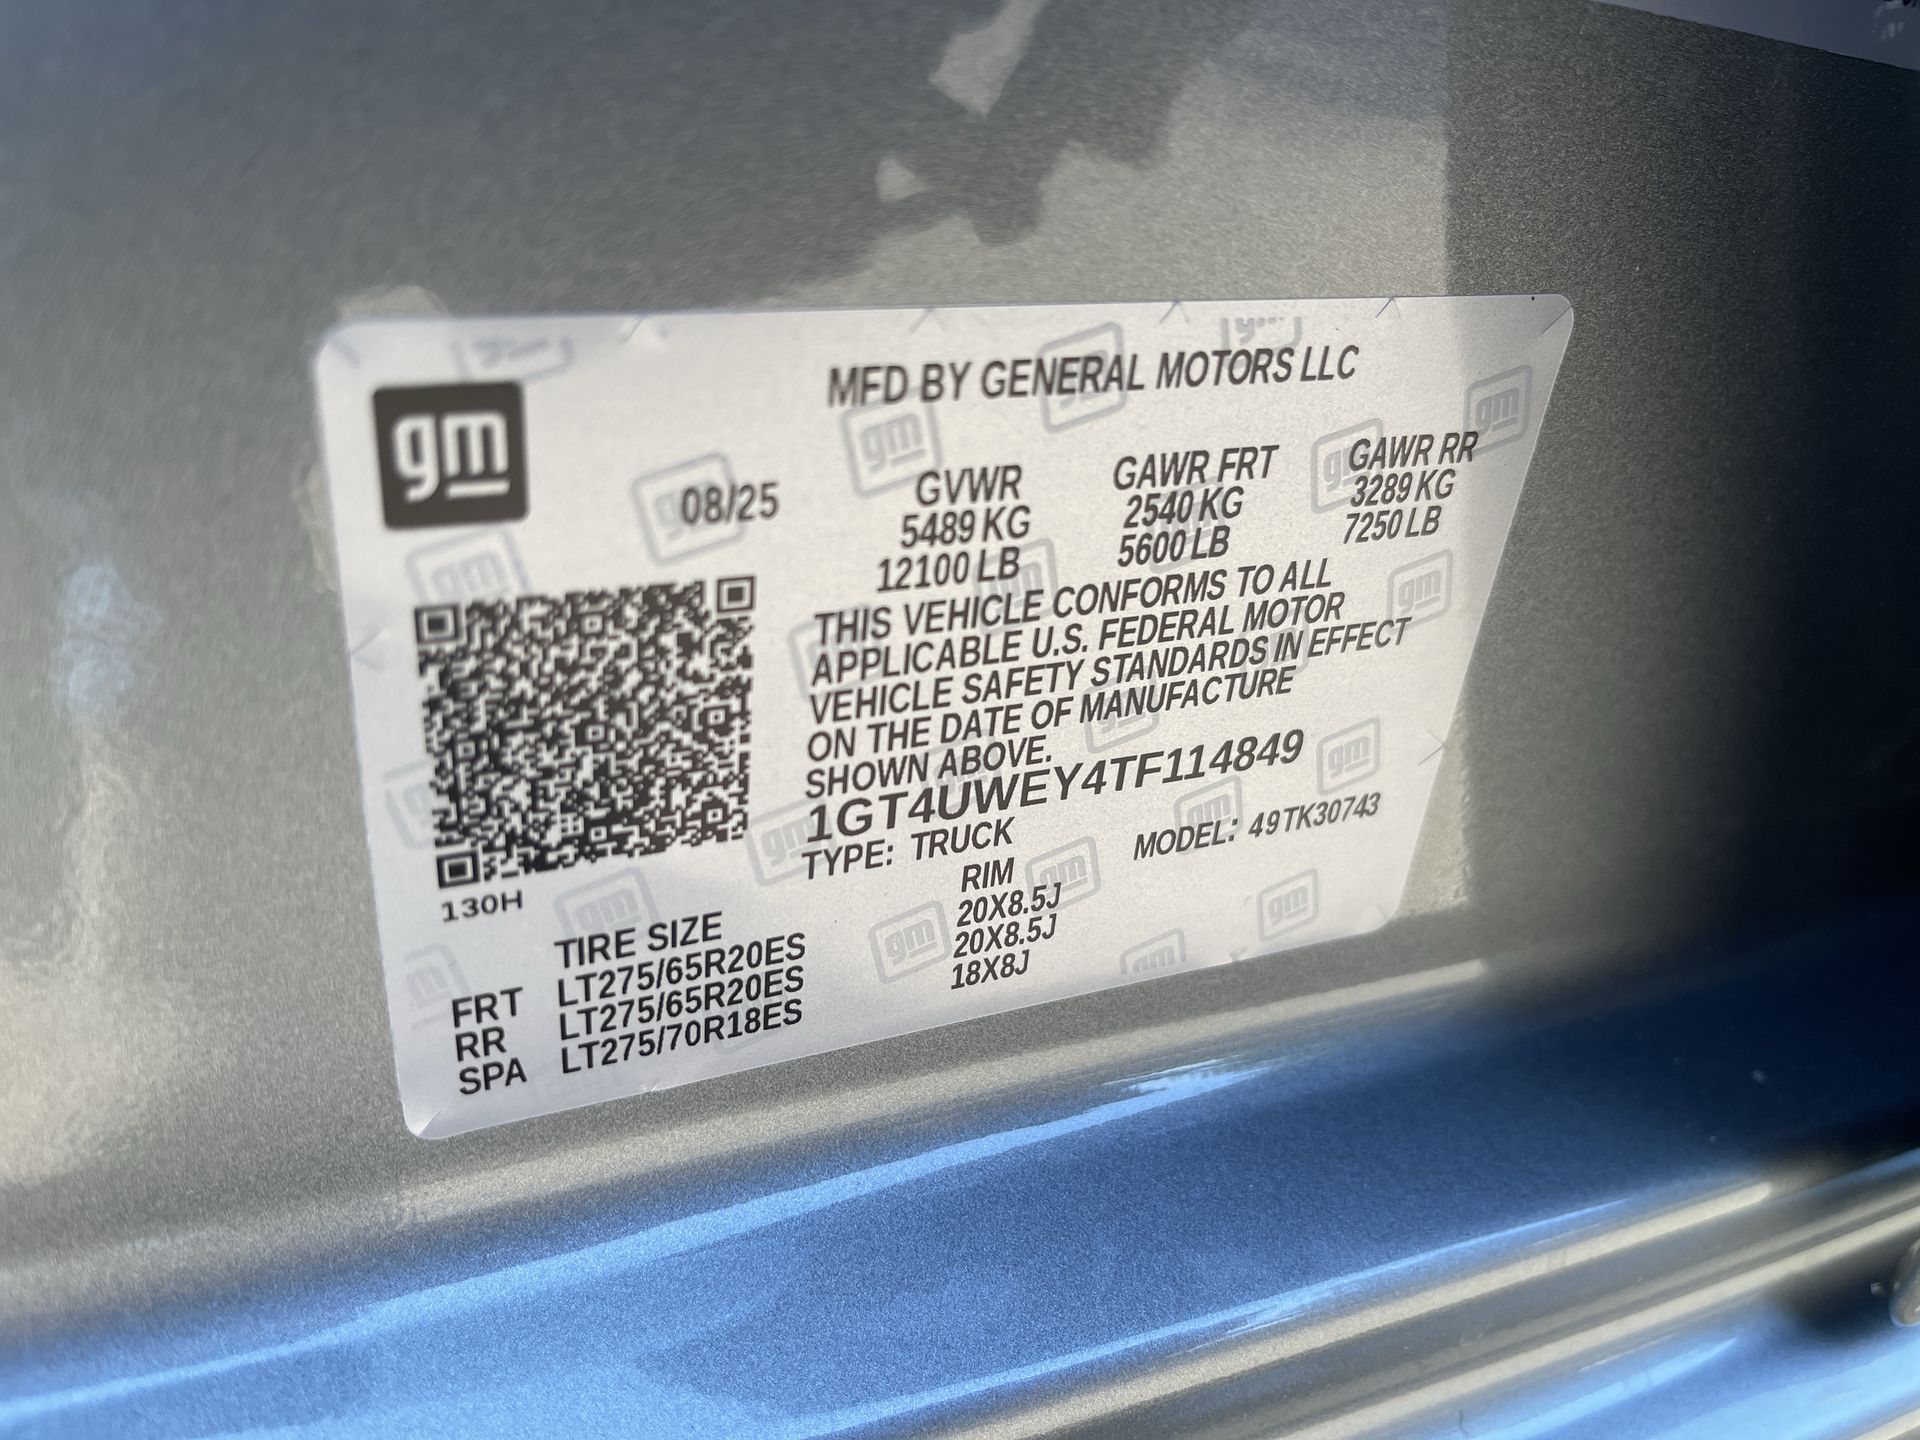 gm
MFD BY GENERAL MOTORS LLC
08/25
GVWR GAWR FRT GAWR RR
5489 KG 2540 KG 3289 KG
12100 LB 5600 LB 7250 LB
THIS VEHICLE CONFORMS TO ALL
APPLICABLE U.S. FEDERAL MOTOR
VEHICLE SAFETY STANDARDS IN EFFECT
ON THE DATE OF MANUFACTURE
SHOWN ABOVE.
1GT4UWEY4TF114849
TYPE: TRUCK MODEL: 49TK30743
130H
TIRE SIZE RIM
FRT LT275/65R20ES 20X8.5J
RR LT275/65R20ES 20X8.5J
SPA LT275/70R18ES 18X8J